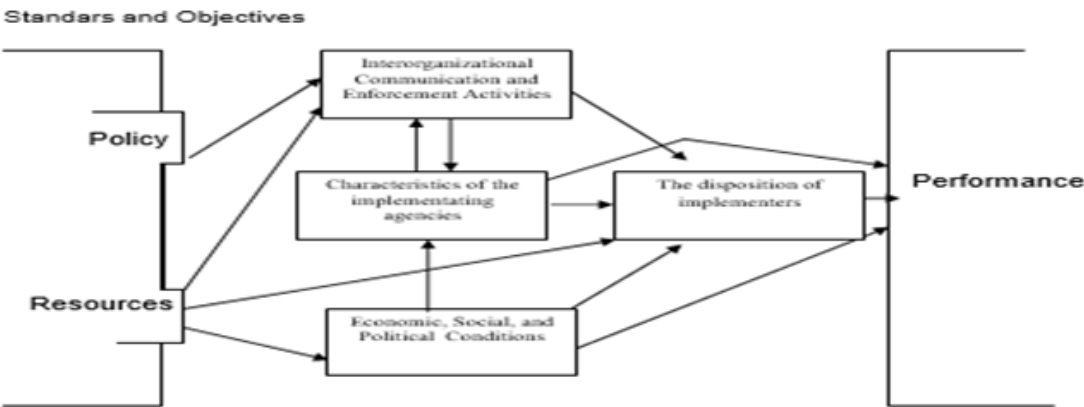 Standars and Objectives
Interorganizational
Communication and
Enforcement Activities
Policy
Characteristics of the
implementating
agencies
The disposition of
implementers
Performance
Resources
Economic, Social, and
Political Conditions